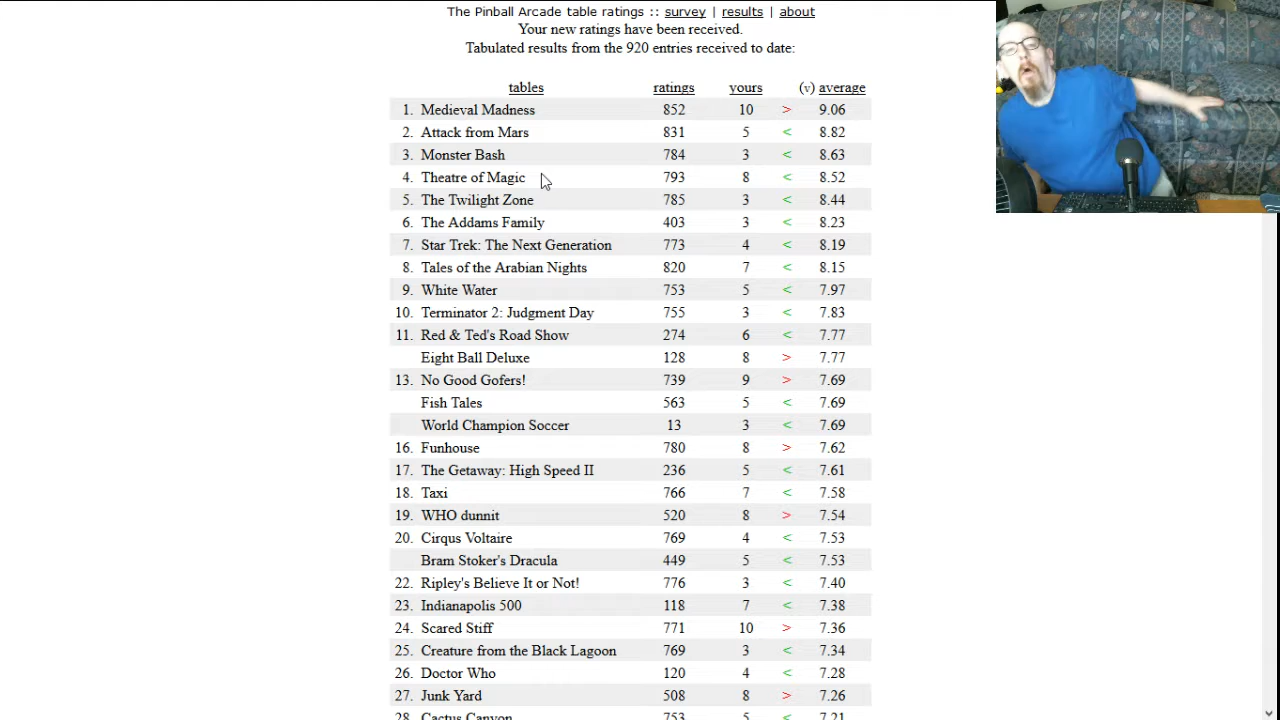 The Pinball Arcade table ratings :: survey | results | about
Your new ratings have been received.
Tabulated results from the 920 entries received to date:
tables ratings yours (v) average
1. Medieval Madness 852 10 > 9.06
2. Attack from Mars 831 5 < 8.82
3. Monster Bash 784 3 < 8.63
4. Theatre of Magic 793 8 < 8.52
5. The Twilight Zone 785 3 < 8.44
6. The Addams Family 403 3 < 8.23
7. Star Trek: The Next Generation 773 4 < 8.19
8. Tales of the Arabian Nights 820 7 < 8.15
9. White Water 753 5 < 7.97
10. Terminator 2: Judgment Day 755 3 < 7.83
11. Red & Ted's Road Show 274 6 < 7.77
Eight Ball Deluxe 128 8 > 7.77
13. No Good Gofers! 739 9 > 7.69
Fish Tales 563 5 < 7.69
World Champion Soccer 13 3 < 7.69
16. Funhouse 780 8 > 7.62
17. The Getaway: High Speed II 236 5 < 7.61
18. Taxi 766 7 < 7.58
19. WHO dunnit 520 8 > 7.54
20. Cirqus Voltaire 769 4 < 7.53
Bram Stoker's Dracula 449 5 < 7.53
22. Ripley's Believe It or Not! 776 3 < 7.40
23. Indianapolis 500 118 7 < 7.38
24. Scared Stiff 771 10 > 7.36
25. Creature from the Black Lagoon 769 3 < 7.34
26. Doctor Who 120 4 < 7.28
27. Junk Yard 508 8 > 7.26
28. Cactus Canyon 753 5 < 7.21